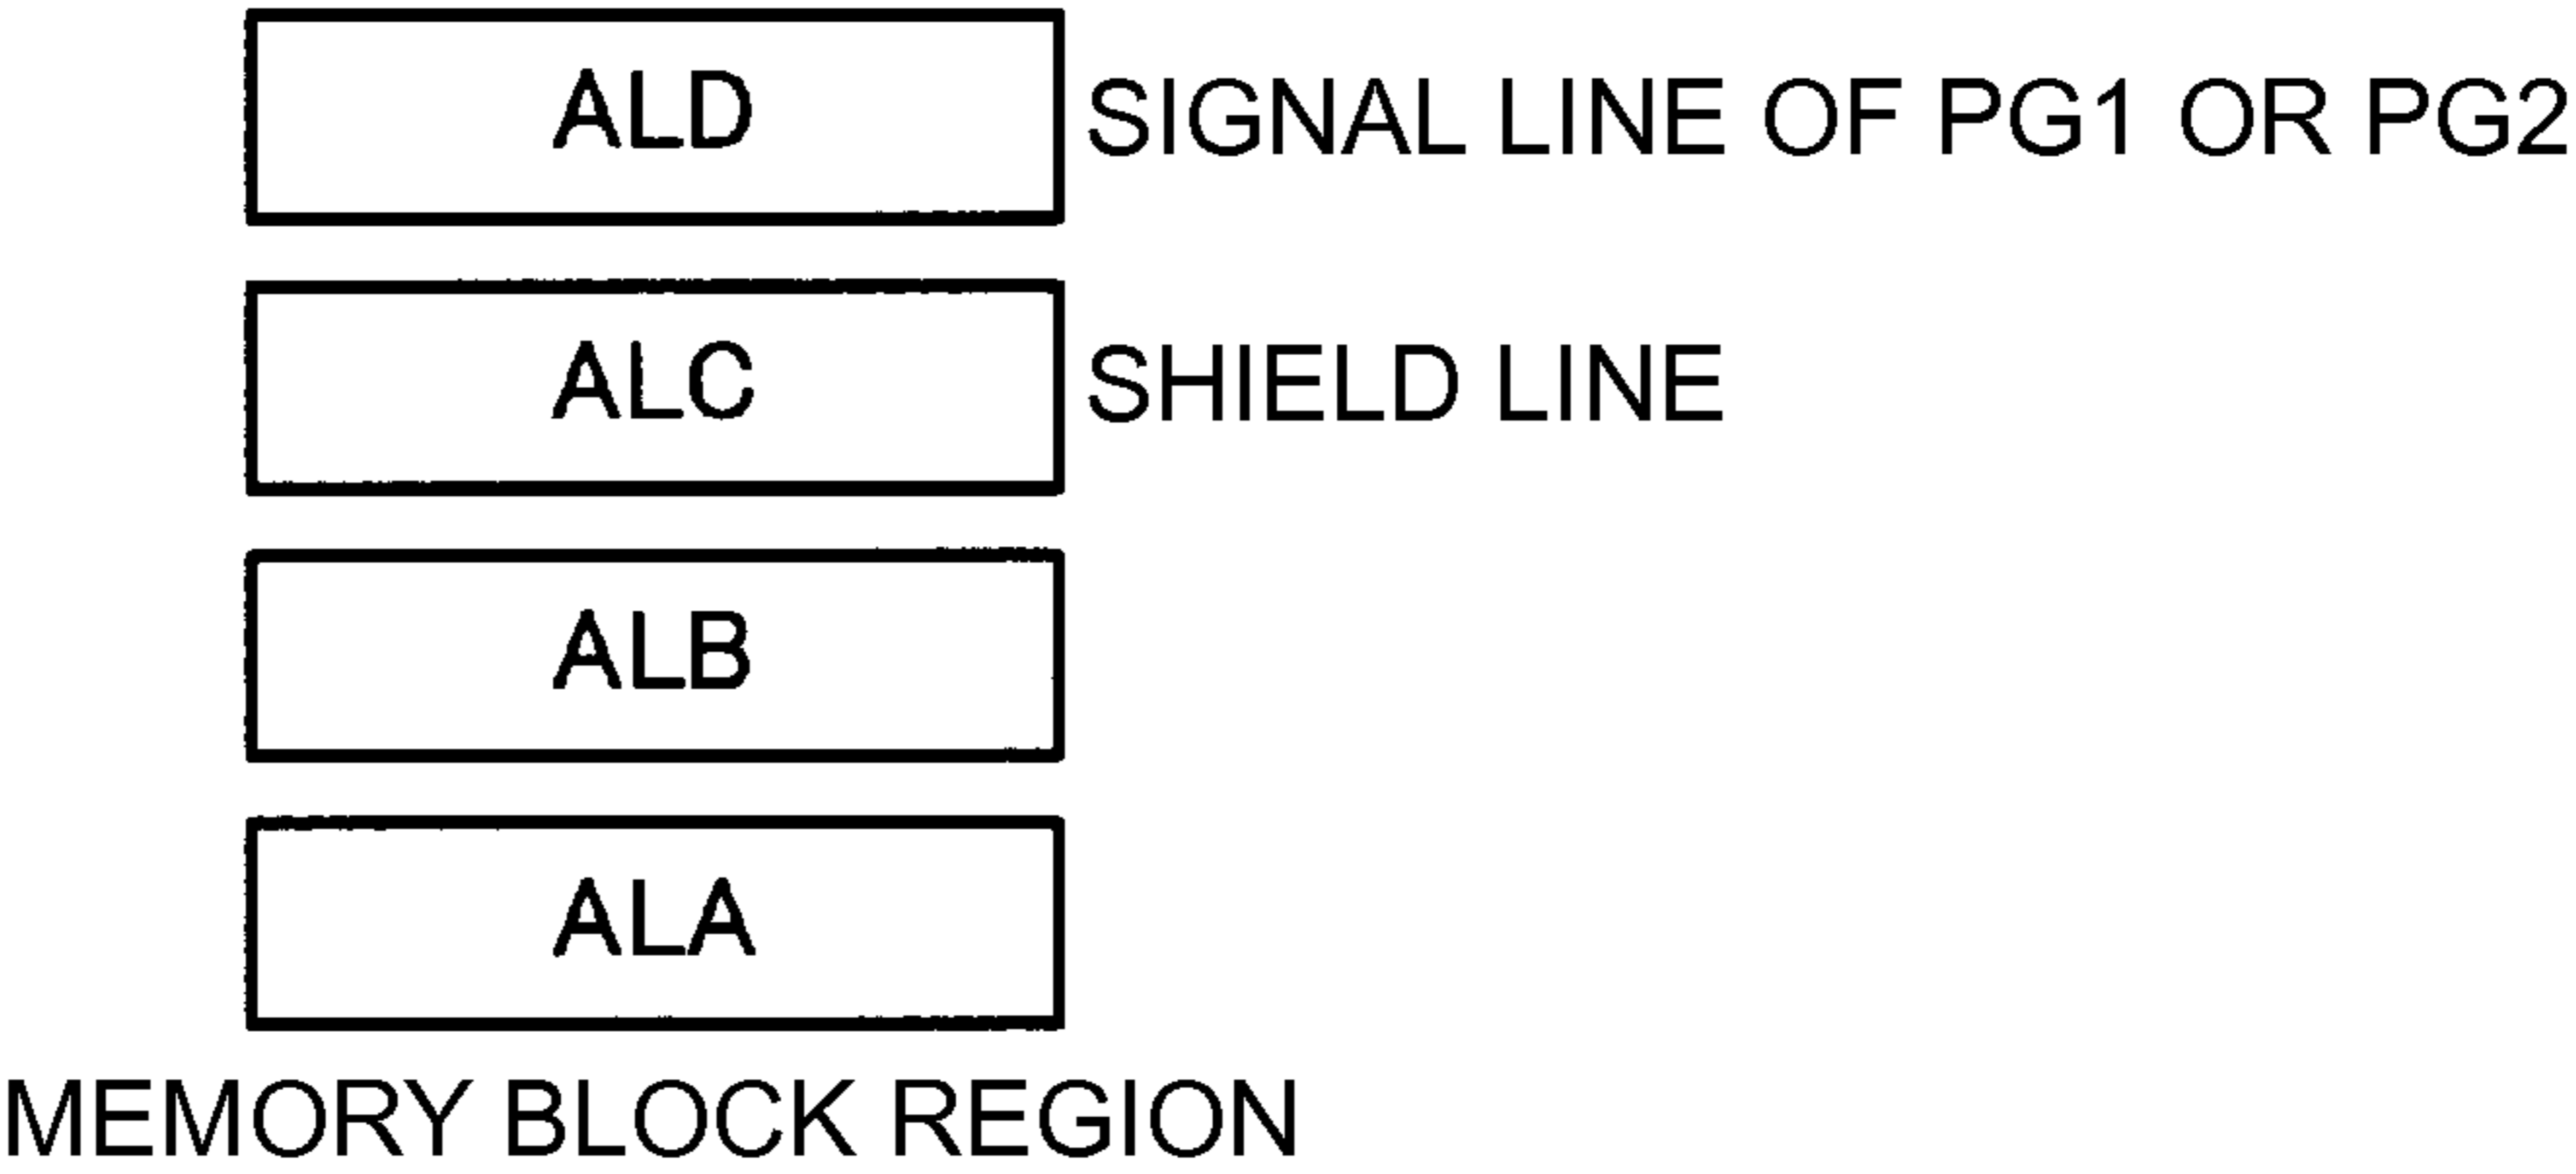 ALD SIGNAL LINE OF PG1 OR PG2
ALC SHIELD LINE
ALB
ALA
MEMORY BLOCK REGION